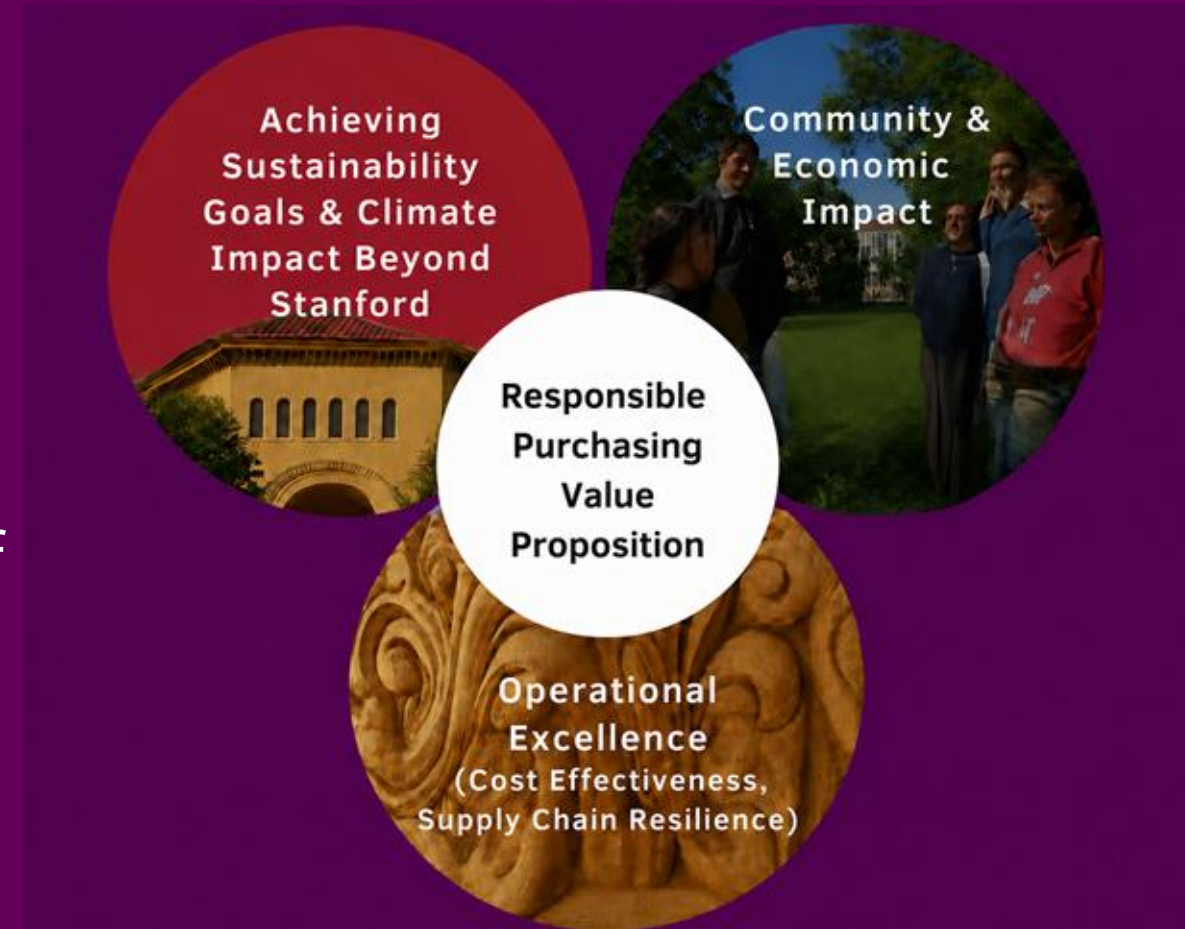 Achieving
Sustainability
Goals & Climate
Impact Beyond
Stanford
Community &
Economic
Impact
Responsible
Purchasing
Value
Proposition
Operational
Excellence
(Cost Effectiveness,
Supply Chain Resilience)